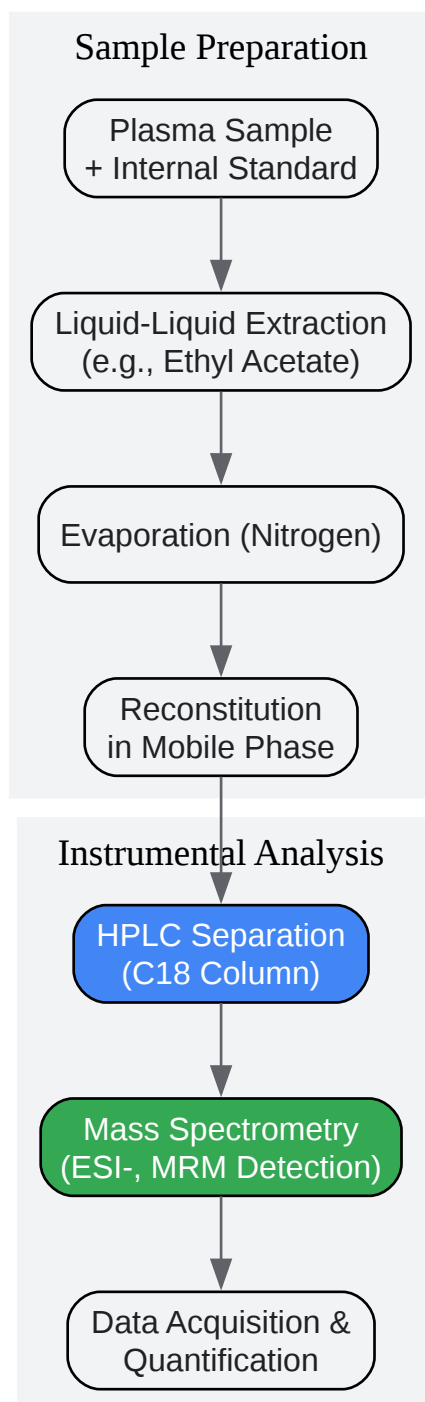 Sample Preparation
Plasma Sample
+ Internal Standard
Liquid-Liquid Extraction
(e.g., Ethyl Acetate)
Evaporation (Nitrogen)
Reconstitution
in Mobile Phase
Instrumental Analysis
HPLC Separation
(C18 Column)
Mass Spectrometry
(ESI-, MRM Detection)
Data Acquisition &
Quantification